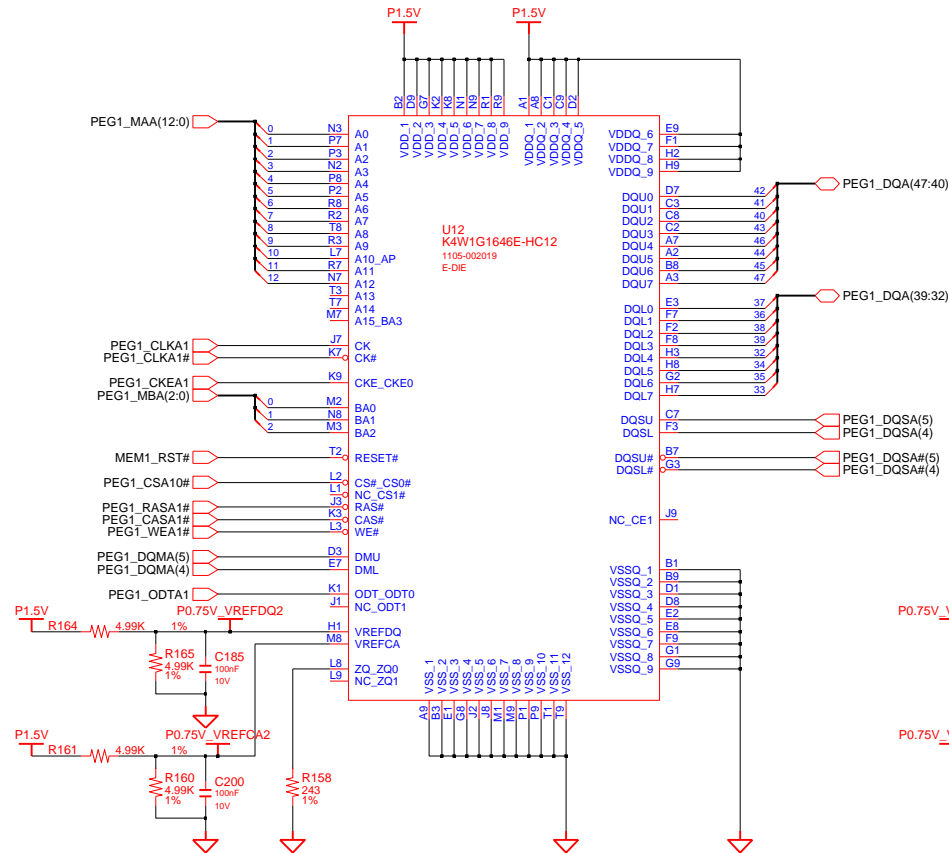 P1.5V
P1.5V
B2 D9 G7 K2 K8 N1 N9 R1 R9
A1 A8 C1 C9 D2
VDD_1 VDD_2 VDD_3 VDD_4 VDD_5 VDD_6 VDD_7 VDD_8 VDD_9
VDDQ_1 VDDQ_2 VDDQ_3 VDDQ_4 VDDQ_5
PEG1_MAA(12:0)
0 N3 A0
1 P7 A1
2 P3 A2
3 N2 A3
4 P8 A4
5 P2 A5
6 R8 A6
7 R2 A7
8 T8 A8
9 R3 A9
10 L7 A10_AP
11 R7 A11
12 N7 A12
T3 A13
T7 A14
M7 A15_BA3
PEG1_CLKA1 J7 CK
PEG1_CLKA1# K7 CK#
PEG1_CKEA1 K9 CKE_CKE0
PEG1_MBA(2:0)
0 M2 BA0
1 N8 BA1
2 M3 BA2
MEM1_RST# T2 RESET#
PEG1_CSA10# L2 CS#_CS0#
L1 NC_CS1#
PEG1_RASA1# J3 RAS#
PEG1_CASA1# K3 CAS#
PEG1_WEA1# L3 WE#
PEG1_DQMA(5) D3 DMU
PEG1_DQMA(4) E7 DML
PEG1_ODTA1 K1 ODT_ODT0
J1 NC_ODT1
H1 VREFDQ
M8 VREFCA
L8 ZQ_ZQ0
L9 NC_ZQ1
U12
K4W1G1646E-HC12
1105-002019
E-DIE
VDDQ_6 E9
VDDQ_7 F1
VDDQ_8 H2
VDDQ_9 H9
DQU0 D7 42
DQU1 C3 41
DQU2 C8 40
DQU3 C2 43
DQU4 A7 46
DQU5 A2 44
DQU6 B8 45
DQU7 A3 47
PEG1_DQA(47:40)
DQL0 E3 37
DQL1 F7 36
DQL2 F2 38
DQL3 F8 39
DQL4 H3 32
DQL5 H8 34
DQL6 G2 35
DQL7 H7 33
PEG1_DQA(39:32)
DQSU C7 PEG1_DQSA(5)
DQSL F3 PEG1_DQSA(4)
DQSU# B7 PEG1_DQSA#(5)
DQSL# G3 PEG1_DQSA#(4)
NC_CE1 J9
VSSQ_1 B1
VSSQ_2 B9
VSSQ_3 D1
VSSQ_4 D8
VSSQ_5 E2
VSSQ_6 E8
VSSQ_7 F9
VSSQ_8 G1
VSSQ_9 G9
VSS_1 VSS_2 VSS_3 VSS_4 VSS_5 VSS_6 VSS_7 VSS_8 VSS_9 VSS_10 VSS_11 VSS_12
A9 B3 E1 G8 J2 J8 M1 M9 P1 P9 T1 T9
P1.5V
P0.75V_VREFDQ2
R164 4.99K 1%
R165
4.99K
1%
C185
100nF
10V
P1.5V
P0.75V_VREFCA2
R161 4.99K 1%
R160
4.99K
1%
C200
100nF
10V
R158
243
1%
P0.75V_
P0.75V_